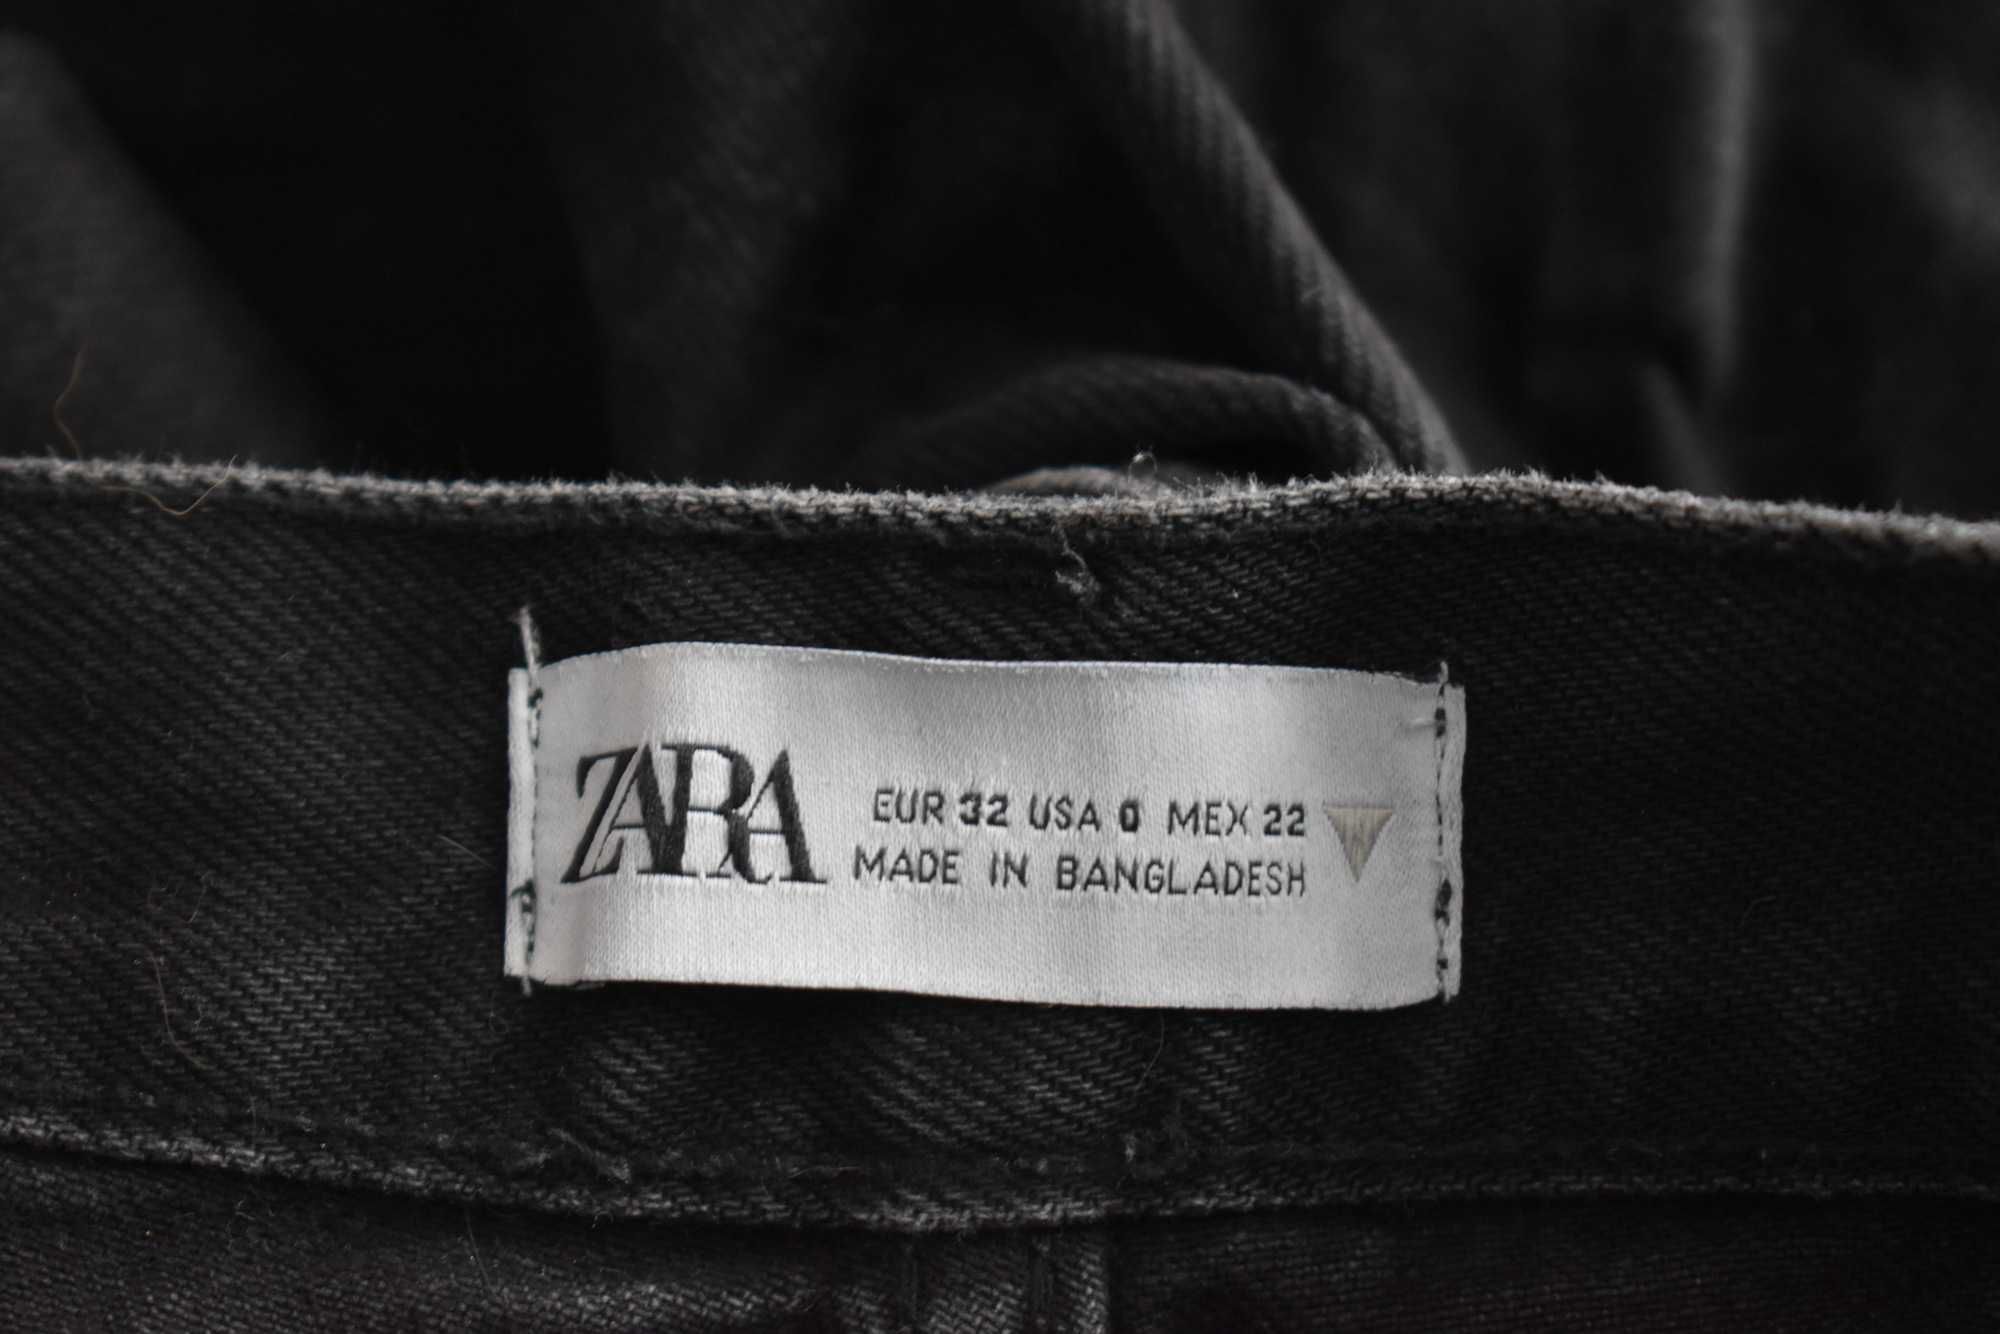 ZARA
EUR 32 USA 0 MEX 22
MADE IN BANGLADESH